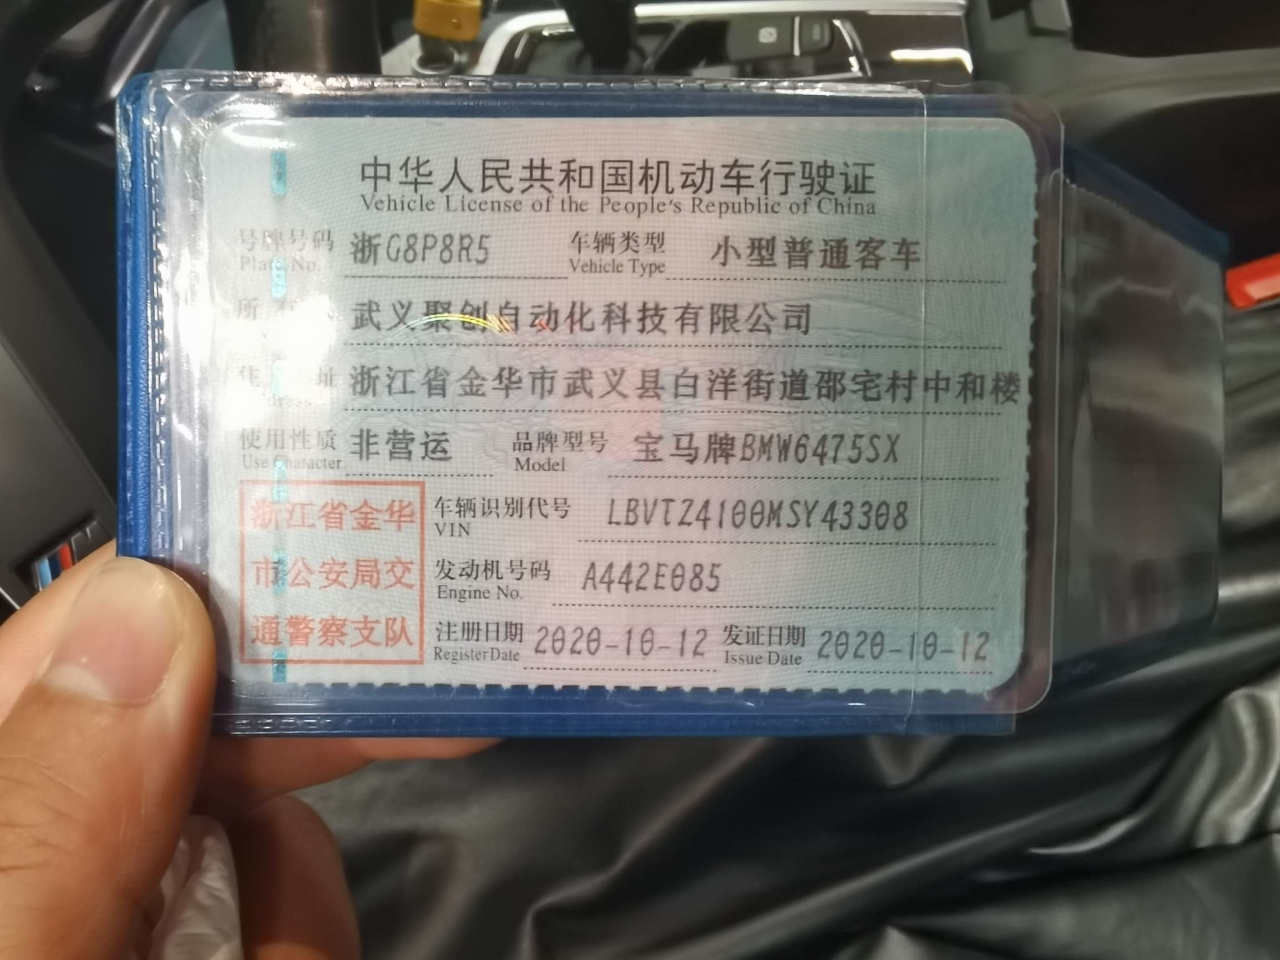 中华人民共和国机动车行驶证
Vehicle License of the People's Republic of China
号牌号码 浙G8P8R5 车辆类型 小型普通客车
Plate No. Vehicle Type
所有 武义聚创自动化科技有限公司
住 址 浙江省金华市武义县白洋街道邵宅村中和楼
Address
使用性质 非营运 品牌型号 宝马牌BMW6475SX
Use Character Model
浙江省金华
市公安局交
通警察支队
车辆识别代号 LBVTZ4100MSY43308
VIN
发动机号码 A442E085
Engine No.
注册日期 2020-10-12 发证日期 2020-10-12
Register Date Issue Date